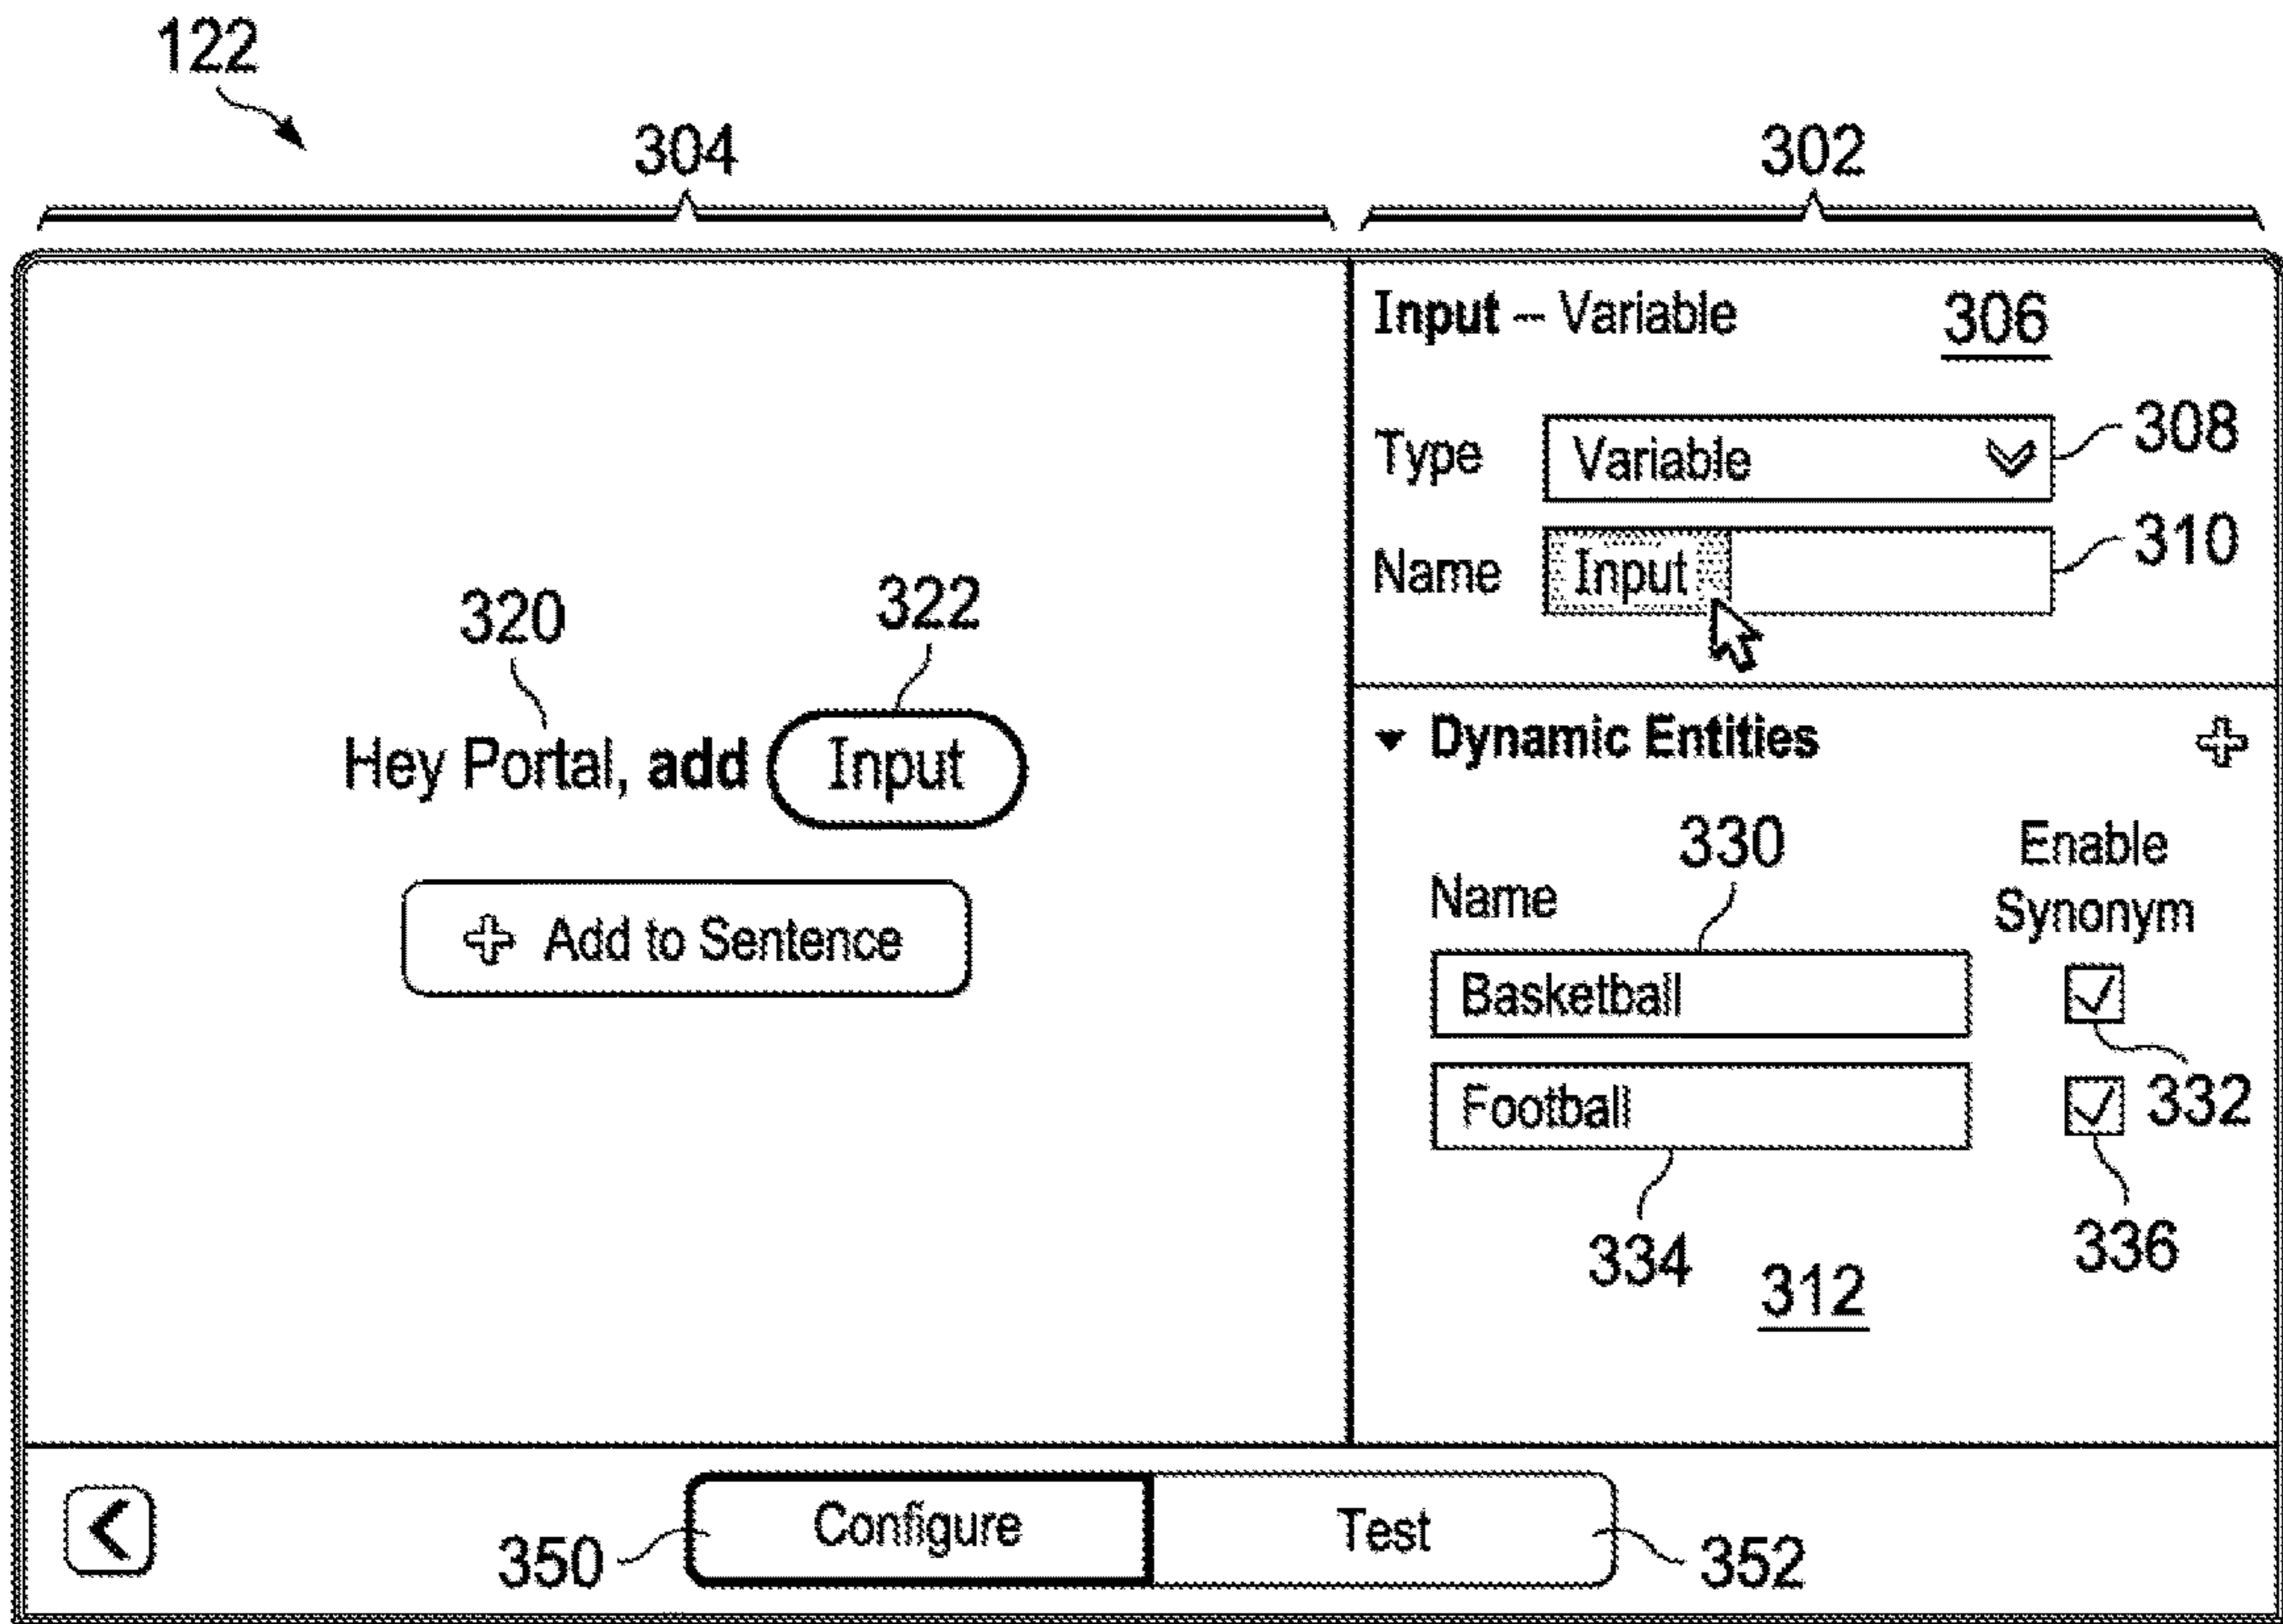 122
304
302
Input – Variable 306
Type Variable 308
Name Input 310
320
322
Hey Portal, add Input
Add to Sentence
Dynamic Entities
330
Name
Enable
Synonym
Basketball
332
Football
334
336
312
350 Configure Test 352